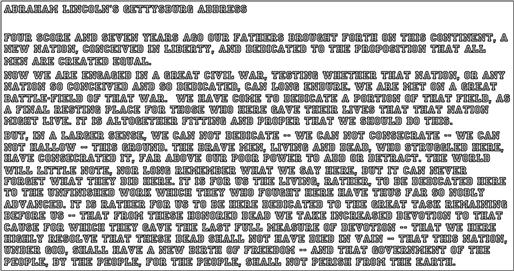 ABRAHAM LINCOLN'S GETTYSBURG ADDRESS
FOUR SCORE AND SEVEN YEARS AGO OUR FATHERS BROUGHT FORTH ON THIS CONTINENT, A
NEW NATION, CONCEIVED IN LIBERTY, AND DEDICATED TO THE PROPOSITION THAT ALL
MEN ARE CREATED EQUAL.
NOW WE ARE ENGAGED IN A GREAT CIVIL WAR, TESTING WHETHER THAT NATION, OR ANY
NATION SO CONCEIVED AND SO DEDICATED, CAN LONG ENDURE. WE ARE MET ON A GREAT
BATTLE-FIELD OF THAT WAR. WE HAVE COME TO DEDICATE A PORTION OF THAT FIELD, AS
A FINAL RESTING PLACE FOR THOSE WHO HERE GAVE THEIR LIVES THAT THAT NATION
MIGHT LIVE. IT IS ALTOGETHER FITTING AND PROPER THAT WE SHOULD DO THIS.
BUT, IN A LARGER SENSE, WE CAN NOT DEDICATE -- WE CAN NOT CONSECRATE -- WE CAN
NOT HALLOW -- THIS GROUND. THE BRAVE MEN, LIVING AND DEAD, WHO STRUGGLED HERE,
HAVE CONSECRATED IT, FAR ABOVE OUR POOR POWER TO ADD OR DETRACT. THE WORLD
WILL LITTLE NOTE, NOR LONG REMEMBER WHAT WE SAY HERE, BUT IT CAN NEVER
FORGET WHAT THEY DID HERE. IT IS FOR US THE LIVING, RATHER, TO BE DEDICATED HERE
TO THE UNFINISHED WORK WHICH THEY WHO FOUGHT HERE HAVE THUS FAR SO NOBLY
ADVANCED. IT IS RATHER FOR US TO BE HERE DEDICATED TO THE GREAT TASK REMAINING
BEFORE US -- THAT FROM THESE HONORED DEAD WE TAKE INCREASED DEVOTION TO THAT
CAUSE FOR WHICH THEY GAVE THE LAST FULL MEASURE OF DEVOTION -- THAT WE HERE
HIGHLY RESOLVE THAT THESE DEAD SHALL NOT HAVE DIED IN VAIN -- THAT THIS NATION,
UNDER GOD, SHALL HAVE A NEW BIRTH OF FREEDOM -- AND THAT GOVERNMENT OF THE
PEOPLE, BY THE PEOPLE, FOR THE PEOPLE, SHALL NOT PERISH FROM THE EARTH.